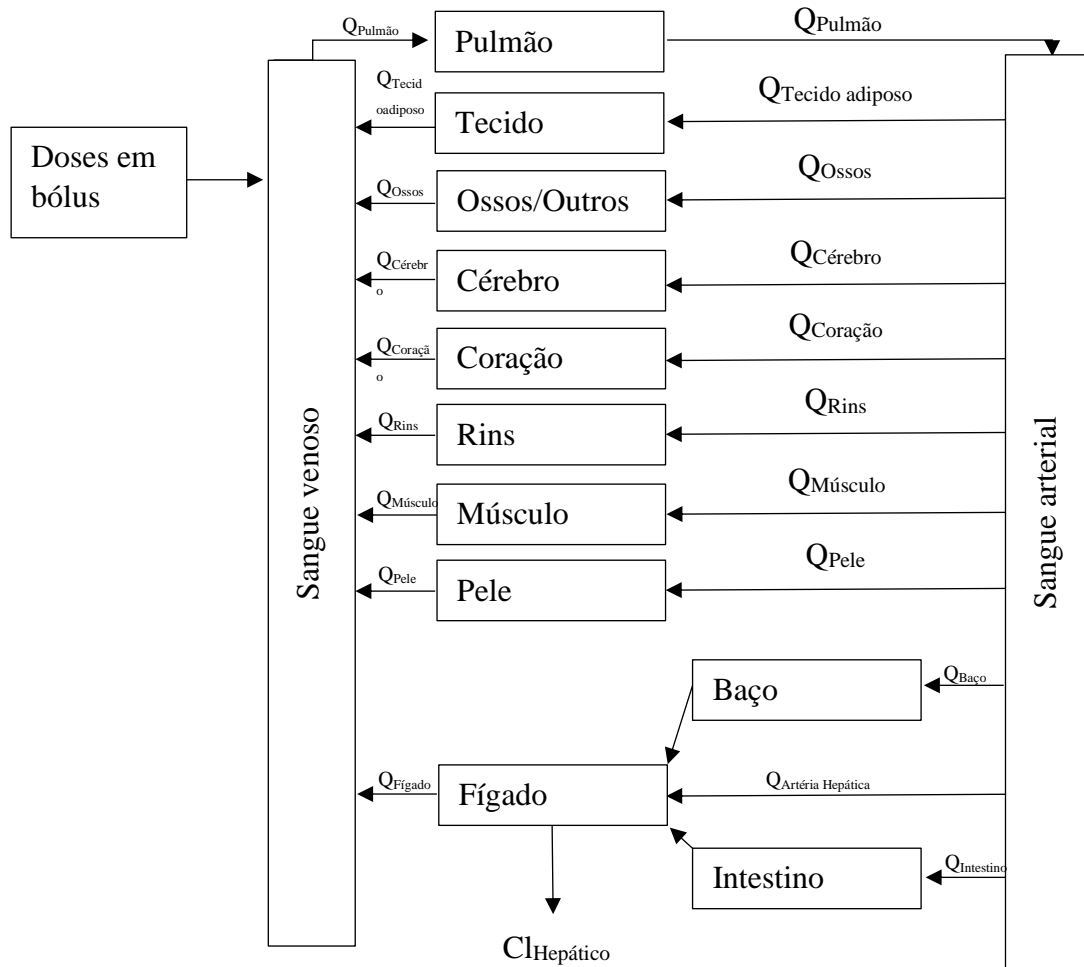 QPulmão
Pulmão
QPulmão
QTecid
oadiposo
Tecido
QTecido adiposo
Doses em
bólus
QOssos
Ossos/Outros
QOssos
QCérebr
o
Cérebro
QCérebro
QCoraçã
o
Coração
QCoração
QRins
Rins
QRins
QMúsculo
Músculo
QMúsculo
QPele
Pele
QPele
Sangue venoso
Sangue arterial
Baço
QBaço
QFígado
Fígado
QArtéria Hepática
Intestino
QIntestino
ClHepático